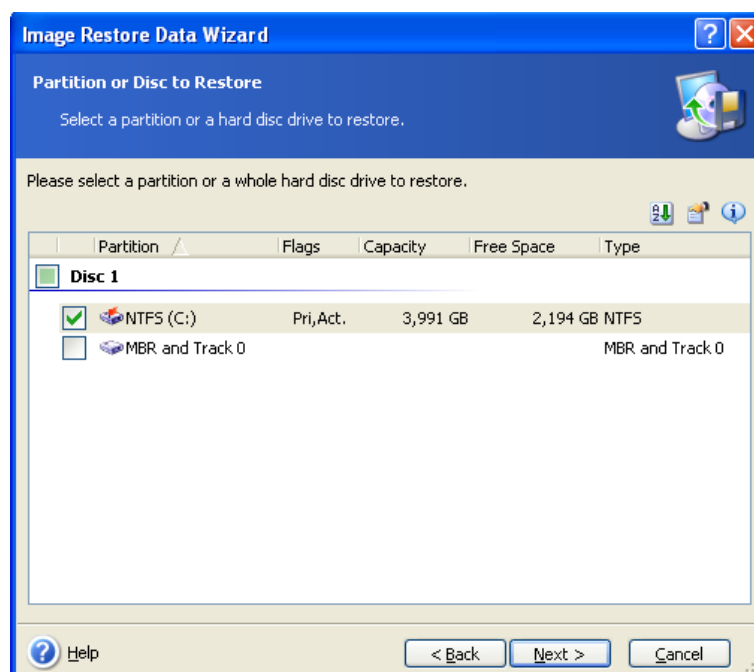 Image Restore Data Wizard
Partition or Disc to Restore
Select a partition or a hard disc drive to restore.
Please select a partition or a whole hard disc drive to restore.
Partition Flags Capacity Free Space Type
Disc 1
NTFS (C:) Pri,Act. 3,991 GB 2,194 GB NTFS
MBR and Track 0 MBR and Track 0
Help < Back Next > Cancel